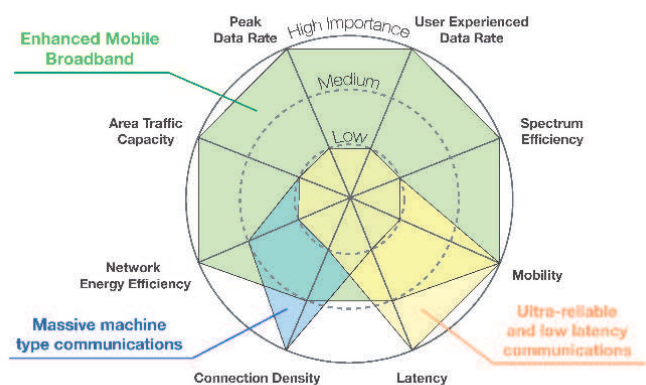 Peak
Data Rate
High Importance
User Experienced
Data Rate
Enhanced Mobile
Broadband
Medium
Area Traffic
Capacity
Low
Spectrum
Efficiency
Network
Energy Efficiency
Mobility
Massive machine
type communications
Ultra-reliable
and low latency
communications
Connection Density
Latency